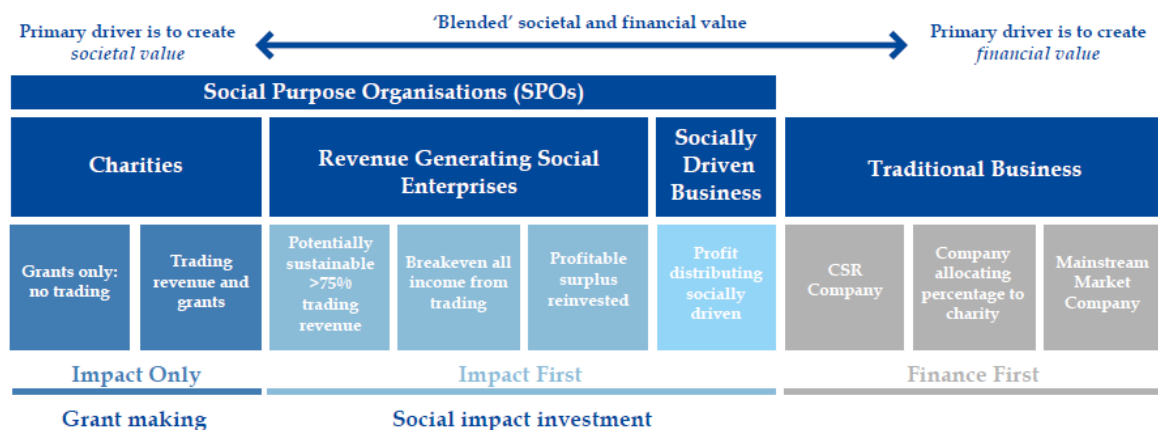 Primary driver is to create
societal value
'Blended' societal and financial value
Primary driver is to create
financial value
Social Purpose Organisations (SPOs)
Charities
Revenue Generating Social
Enterprises
Socially
Driven
Business
Traditional Business
Grants only:
no trading
Trading
revenue and
grants
Potentially
sustainable
>75%
trading
revenue
Breakeven all
income from
trading
Profitable
surplus
reinvested
Profit
distributing
socially
driven
CSR
Company
Company
allocating
percentage to
charity
Mainstream
Market
Company
Impact Only
Impact First
Finance First
Grant making
Social impact investment